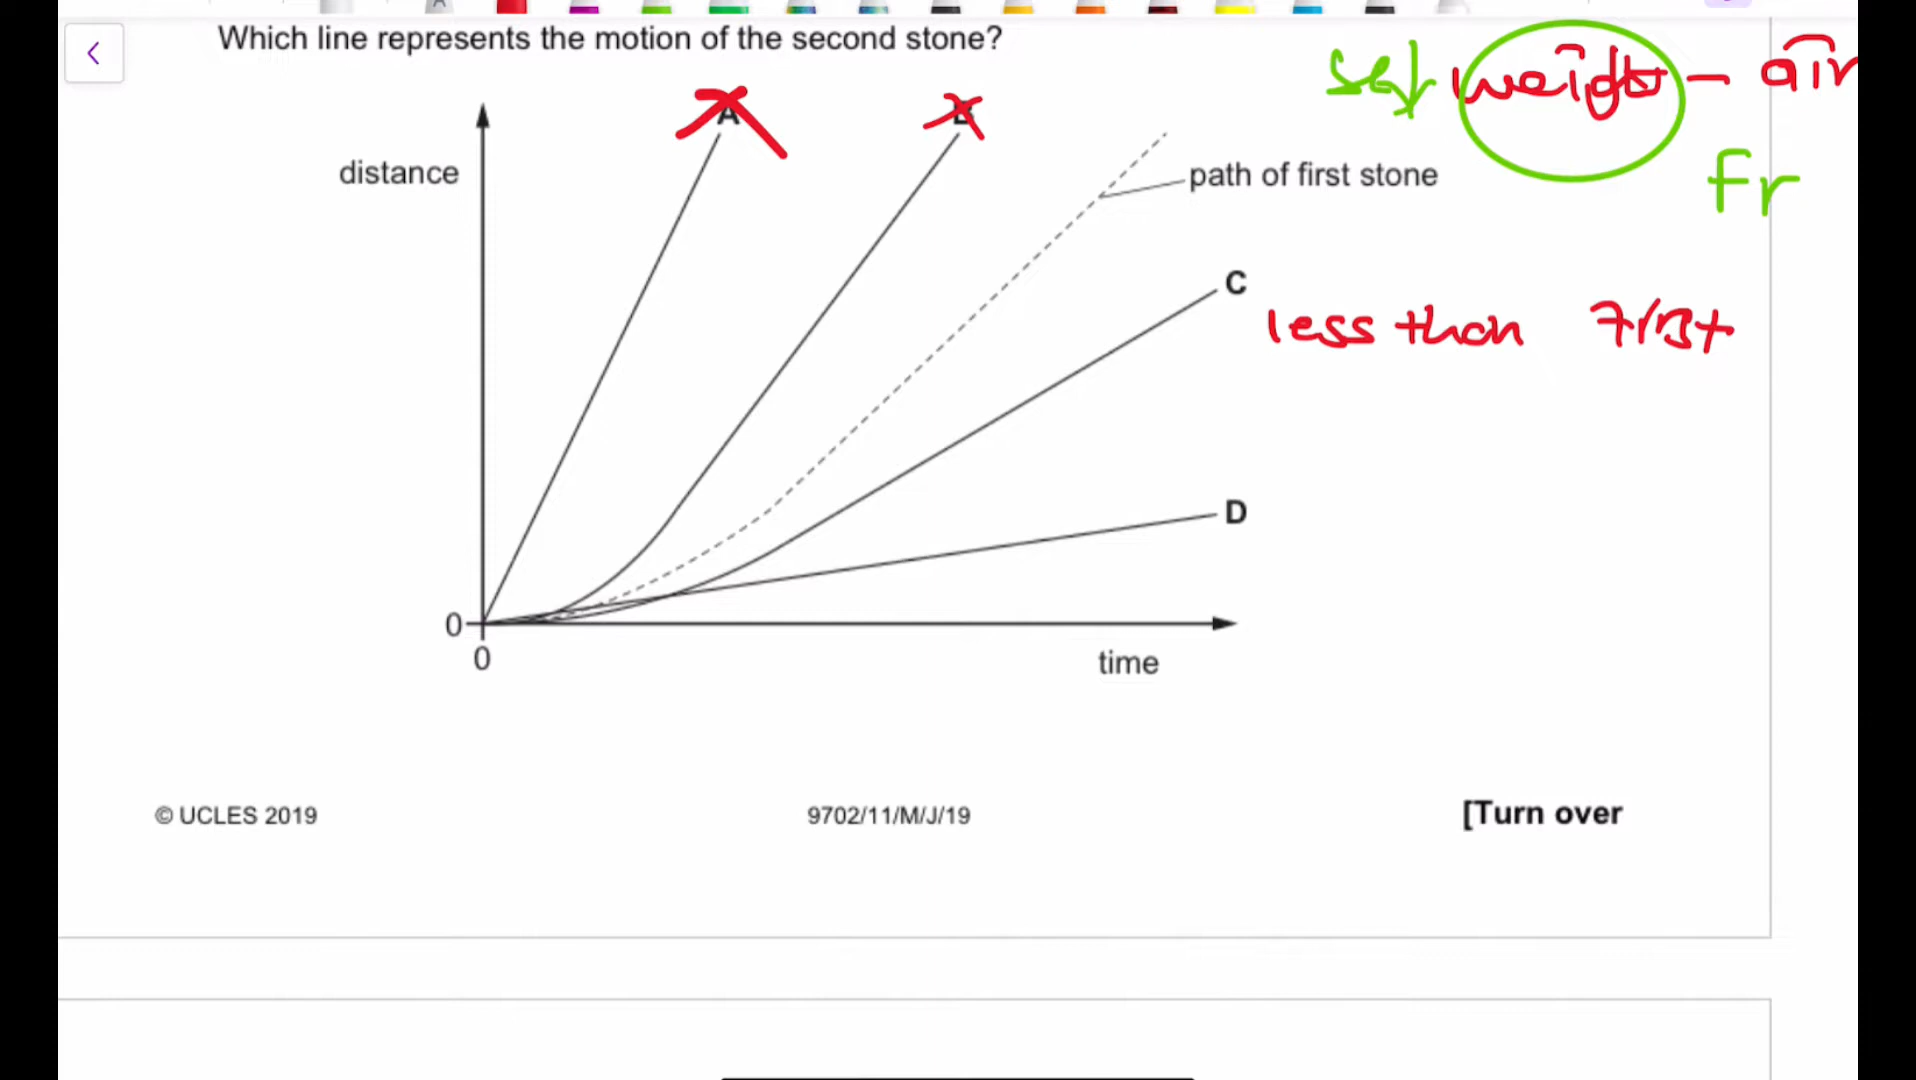 Which line represents the motion of the second stone?
weight - air
A
B
distance
path of first stone
Fr
C
less than
D
0
0
time
© UCLES 2019
9702/11/M/J/19
[Turn over